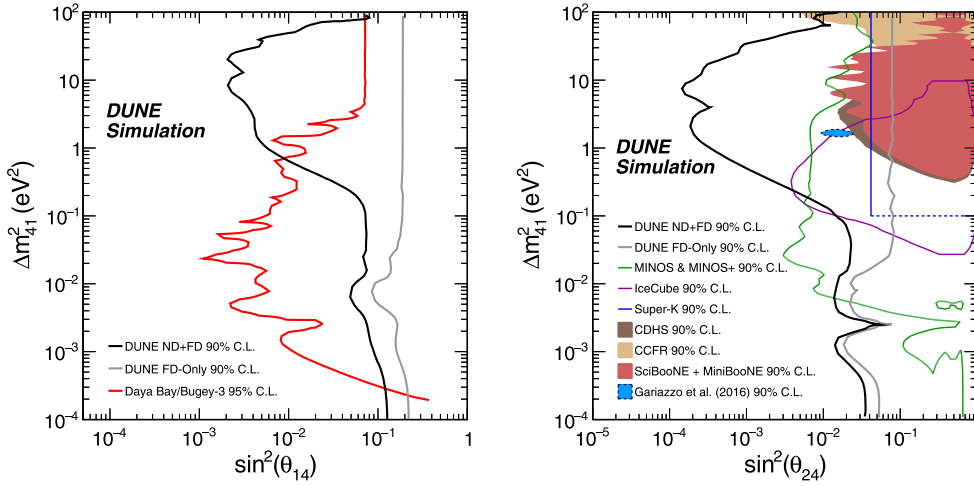 10²
10
1
10⁻¹
10⁻²
10⁻³
10⁻⁴
Δm²₄₁ (eV²)
DUNE
Simulation
DUNE ND+FD 90% C.L.
DUNE FD-Only 90% C.L.
Daya Bay/Bugey-3 95% C.L.
10⁻⁴ 10⁻³ 10⁻² 10⁻¹ 1
sin²(θ₁₄)
10²
10
1
10⁻¹
10⁻²
10⁻³
10⁻⁴
Δm²₄₁ (eV²)
DUNE
Simulation
DUNE ND+FD 90% C.L.
DUNE FD-Only 90% C.L.
MINOS & MINOS+ 90% C.L.
IceCube 90% C.L.
Super-K 90% C.L.
CDHS 90% C.L.
CCFR 90% C.L.
SciBooNE + MiniBooNE 90% C.L.
Gariazzo et al. (2016) 90% C.L.
10⁻⁵ 10⁻⁴ 10⁻³ 10⁻² 10⁻¹
sin²(θ₂₄)